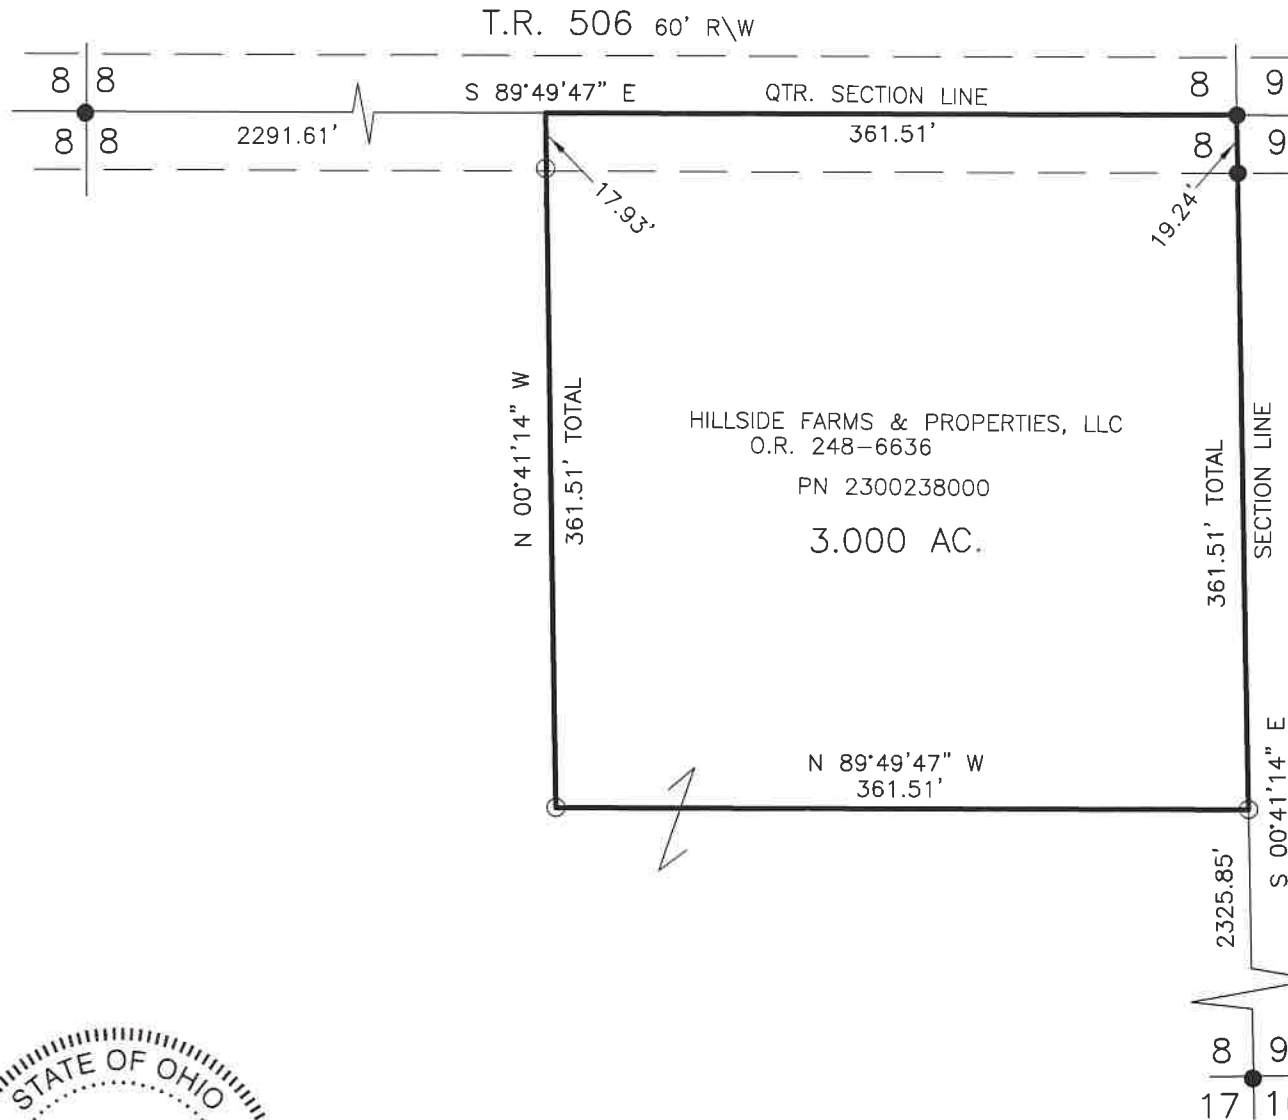 T.R. 506 60' R\W
8 8
S 89°49'47" E
QTR. SECTION LINE
8 9
8 8
2291.61'
361.51'
8 9
17.93'
19.24'
N 00°41'14" W
361.51' TOTAL
HILLSIDE FARMS & PROPERTIES, LLC
O.R. 248-6636
PN 2300238000
3.000 AC.
361.51' TOTAL
SECTION LINE
N 89°49'47" W
361.51'
S 00°41'14" E
2325.85'
8 9
17 1
STATE OF OHIO